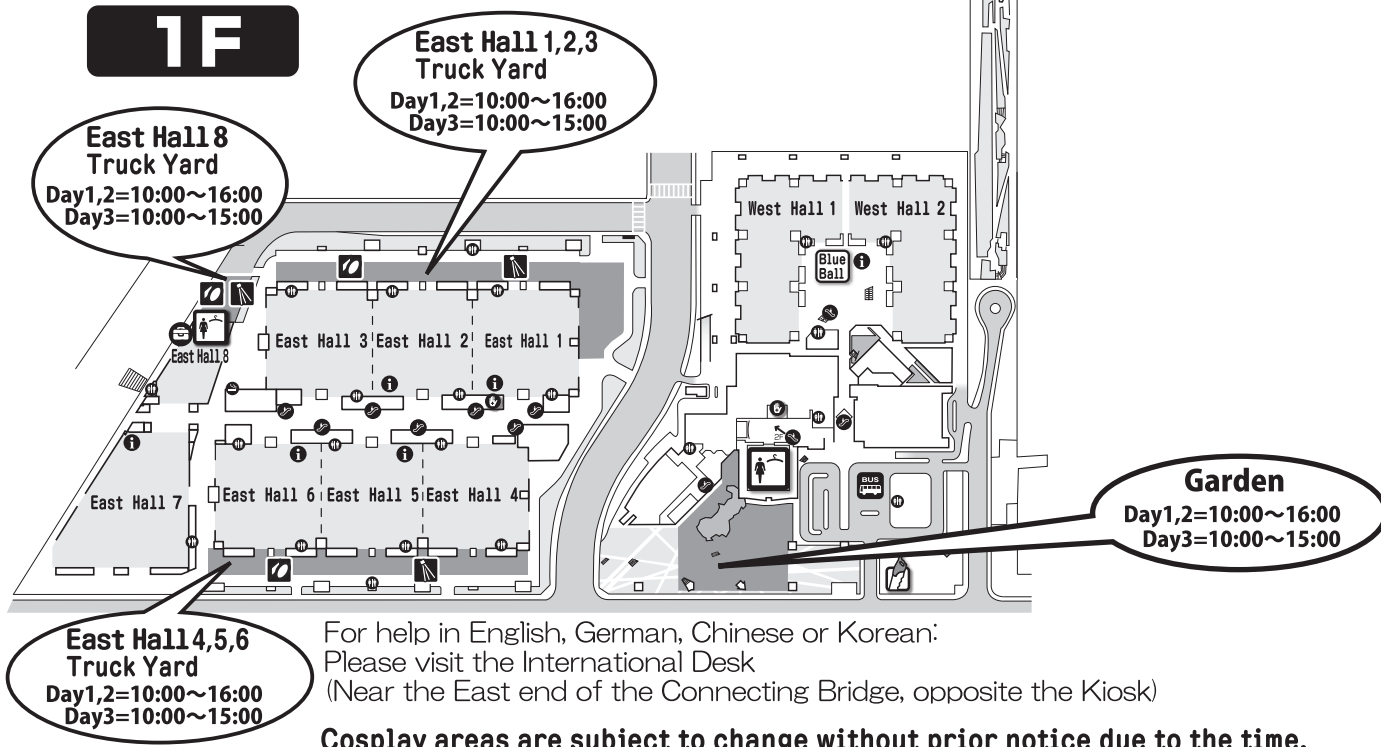 1F
East Hall 1,2,3
Truck Yard
Day1,2=10:00～16:00
Day3=10:00～15:00
East Hall 8
Truck Yard
Day1,2=10:00～16:00
Day3=10:00～15:00
West Hall 1
West Hall 2
Blue
Ball
East Hall 3
East Hall 2
East Hall 1
East Hall 8
2F
East Hall 7
East Hall 6
East Hall 5
East Hall 4
BUS
Garden
Day1,2=10:00～16:00
Day3=10:00～15:00
East Hall 4,5,6
Truck Yard
Day1,2=10:00～16:00
Day3=10:00～15:00
For help in English, German, Chinese or Korean:
Please visit the International Desk
(Near the East end of the Connecting Bridge, opposite the Kiosk)
Cosplay areas are subject to change without prior notice due to the time.